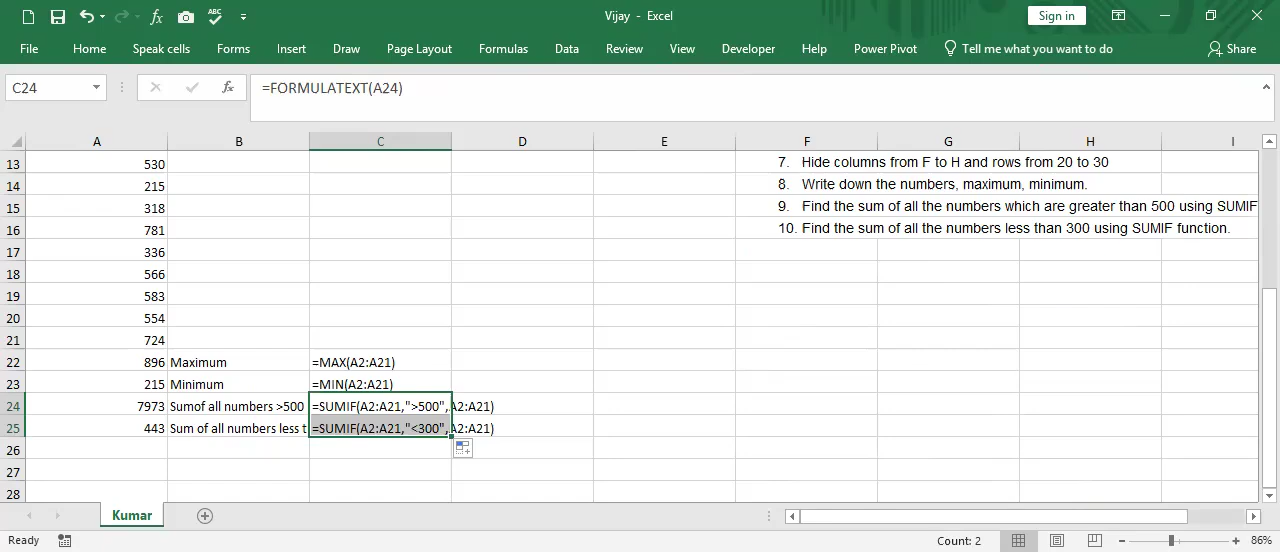 ABC
Vijay - Excel
Sign in
File Home Speak cells Forms Insert Draw Page Layout Formulas Data Review View Developer Help Power Pivot Tell me what you want to do Share
C24 fx =FORMULATEXT(A24)
A B C D E F G H I
13 530 7. Hide columns from F to H and rows from 20 to 30
14 215 8. Write down the numbers, maximum, minimum.
15 318 9. Find the sum of all the numbers which are greater than 500 using SUMIF
16 781 10. Find the sum of all the numbers less than 300 using SUMIF function.
17 336
18 566
19 583
20 554
21 724
22 896 Maximum =MAX(A2:A21)
23 215 Minimum =MIN(A2:A21)
24 7973 Sumof all numbers >500 =SUMIF(A2:A21,">500",A2:A21)
25 443 Sum of all numbers less t =SUMIF(A2:A21,"<300",A2:A21)
26
27
28
Kumar
Ready Count: 2 86%